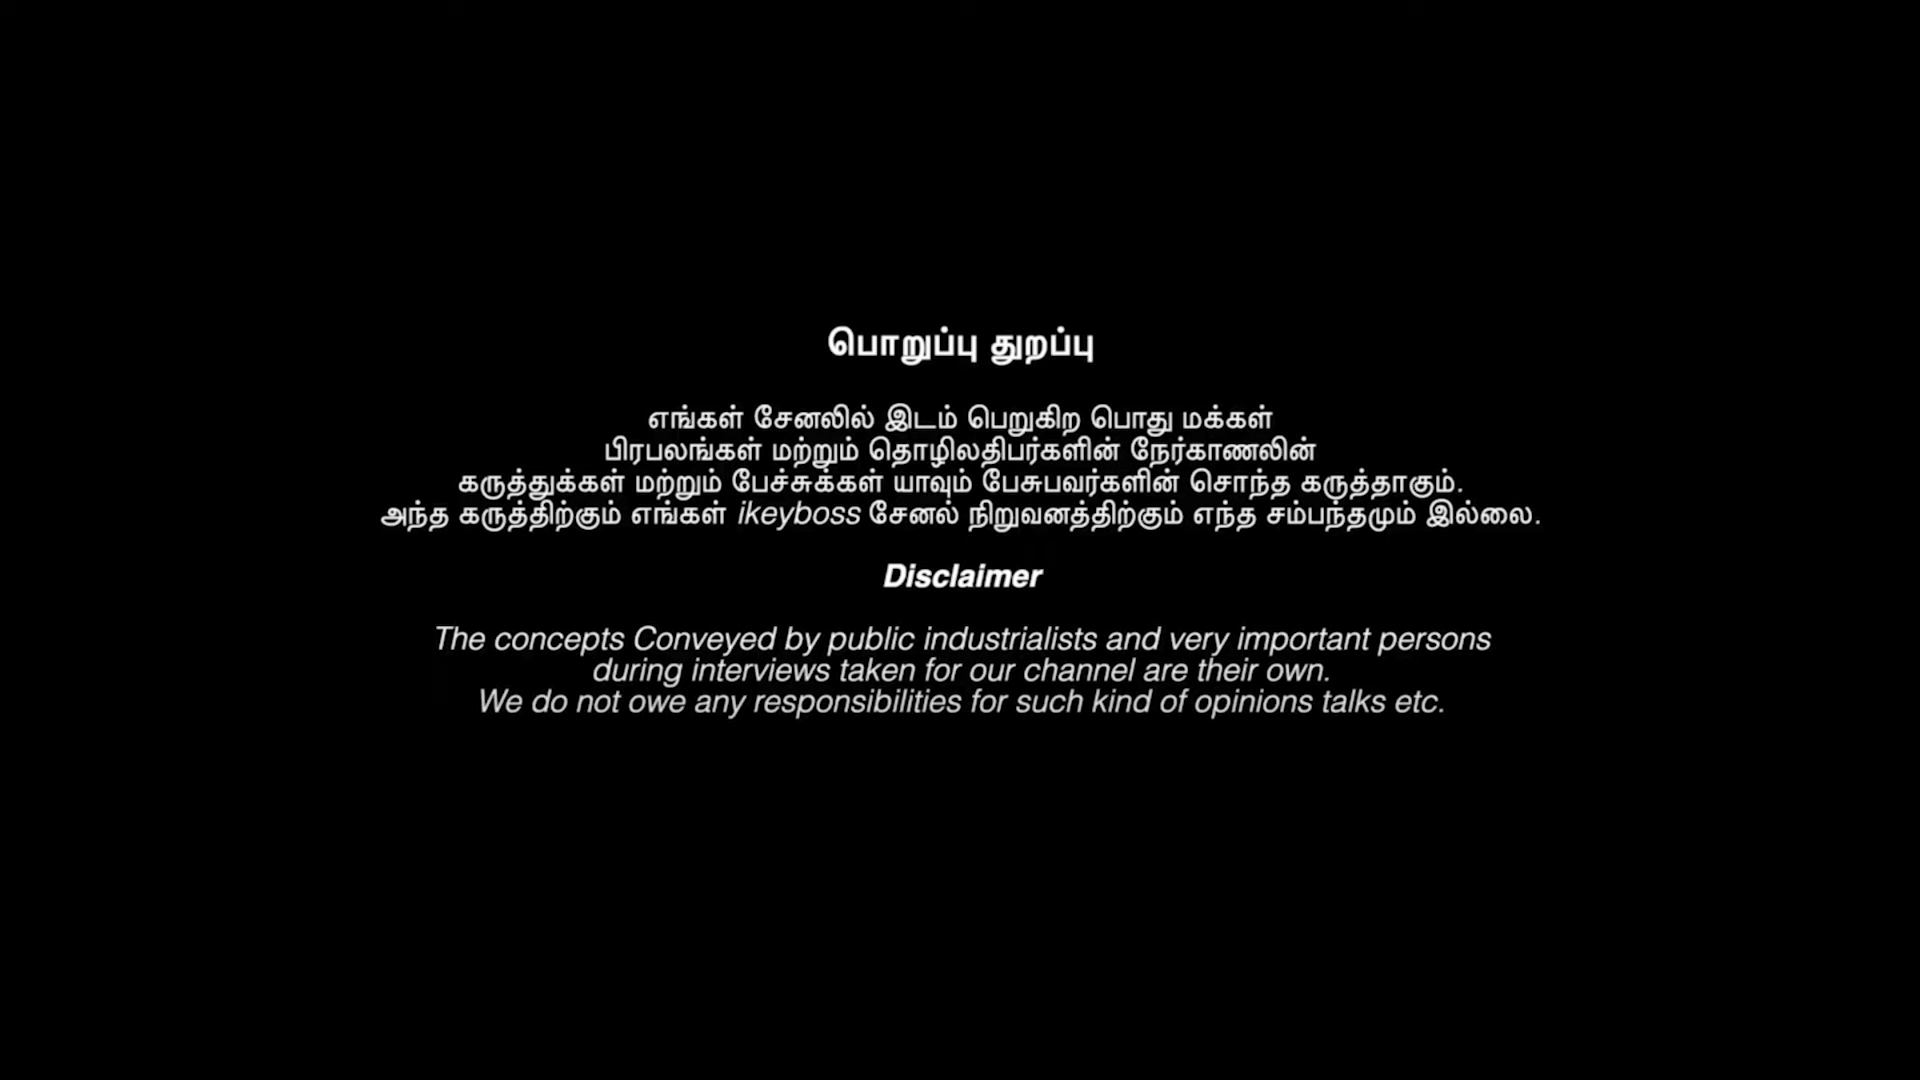 பொறுப்பு துறப்பு
எங்கள் சேனலில் இடம் பெறுகிற பொது மக்கள்
பிரபலங்கள் மற்றும் தொழிலதிபர்களின் நேர்காணலின்
கருத்துக்கள் மற்றும் பேச்சுக்கள் யாவும் பேசுபவர்களின் சொந்த கருத்தாகும்.
அந்த கருத்திற்கும் எங்கள் ikeyboss சேனல் நிறுவனத்திற்கும் எந்த சம்பந்தமும் இல்லை.
Disclaimer
The concepts Conveyed by public industrialists and very important persons
during interviews taken for our channel are their own.
We do not owe any responsibilities for such kind of opinions talks etc.